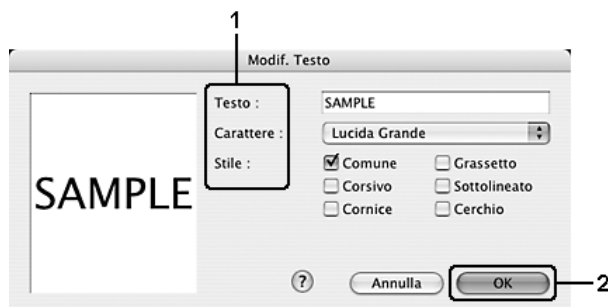 1
Modif. Testo
Testo : SAMPLE
Carattere : Lucida Grande
Stile : Comune Grassetto
SAMPLE
Corsivo Sottolineato
Cornice Cerchio
? Annulla OK 2